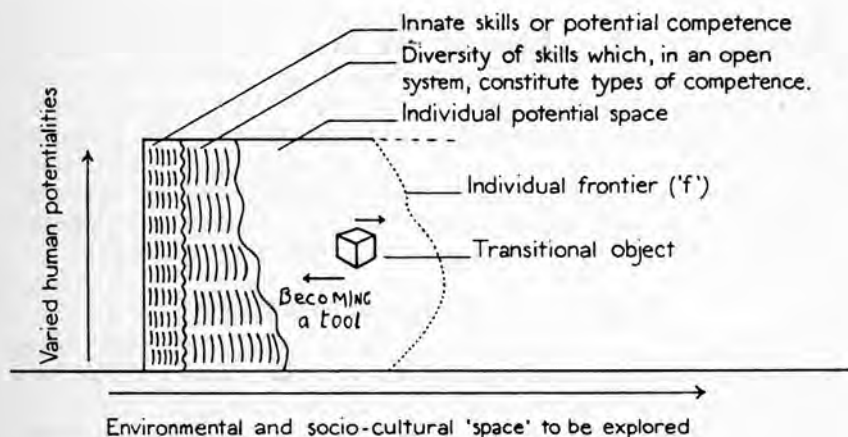 Innate skills or potential competence
Diversity of skills which, in an open
system, constitute types of competence.
Individual potential space
Individual frontier ('f')
Transitional object
Becoming
a tool
Varied human potentialities
Environmental and socio-cultural 'space' to be explored